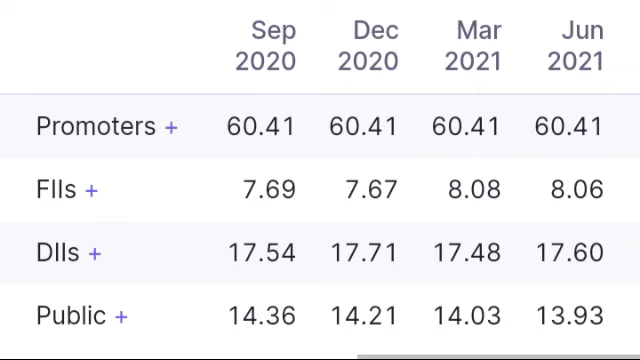 Sep Dec Mar Jun
2020 2020 2021 2021
Promoters + 60.41 60.41 60.41 60.41
FIIs + 7.69 7.67 8.08 8.06
DIIs + 17.54 17.71 17.48 17.60
Public + 14.36 14.21 14.03 13.93